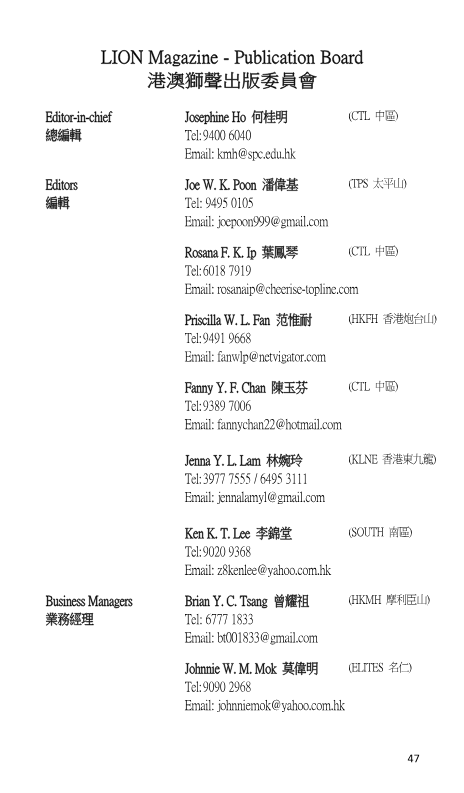 LION Magazine - Publication Board
港澳獅聲出版委員會
Editor-in-chief Josephine Ho 何桂明 (CTL 中區)
總編輯 Tel: 9400 6040
Email: kmh@spc.edu.hk
Editors Joe W. K. Poon 潘偉基 (TPS 太平山)
編輯 Tel: 9495 0105
Email: joepoon999@gmail.com
Rosana F. K. Ip 葉鳳琴 (CTL 中區)
Tel: 6018 7919
Email: rosanaip@cheerise-topline.com
Priscilla W. L. Fan 范惟耐 (HKFH 香港炮台山)
Tel: 9491 9668
Email: fanwlp@netvigator.com
Fanny Y. F. Chan 陳玉芬 (CTL 中區)
Tel: 9389 7006
Email: fannychan22@hotmail.com
Jenna Y. L. Lam 林婉玲 (KLNE 香港東九龍)
Tel: 3977 7555 / 6495 3111
Email: jennalamyl@gmail.com
Ken K. T. Lee 李錦堂 (SOUTH 南區)
Tel: 9020 9368
Email: z8kenlee@yahoo.com.hk
Business Managers Brian Y. C. Tsang 曾耀祖 (HKMH 摩利臣山)
業務經理 Tel: 6777 1833
Email: bt001833@gmail.com
Johnnie W. M. Mok 莫偉明 (ELITES 名仁)
Tel: 9090 2968
Email: johnniemok@yahoo.com.hk
47